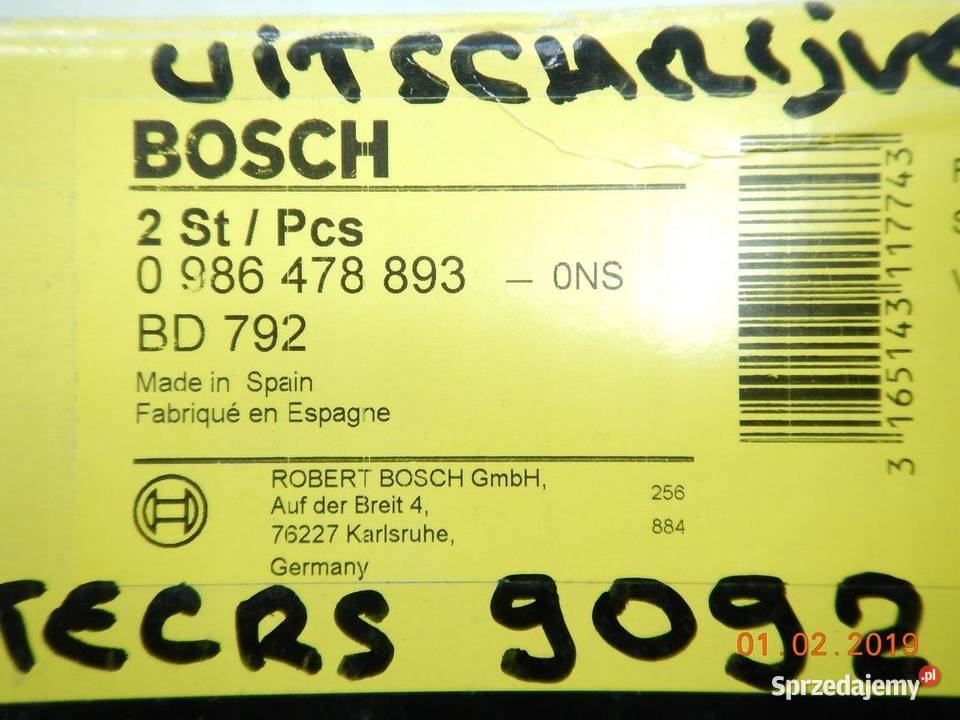 UITSCHRIJV
BOSCH
2 St / Pcs
0 986 478 893 – 0NS
BD 792
Made in Spain
Fabriqué en Espagne
3 165143 117743
ROBERT BOSCH GmbH,
Auf der Breit 4,
76227 Karlsruhe,
Germany
256
884
TECRS 9092
01.02.2019
Sprzedajemy.pl